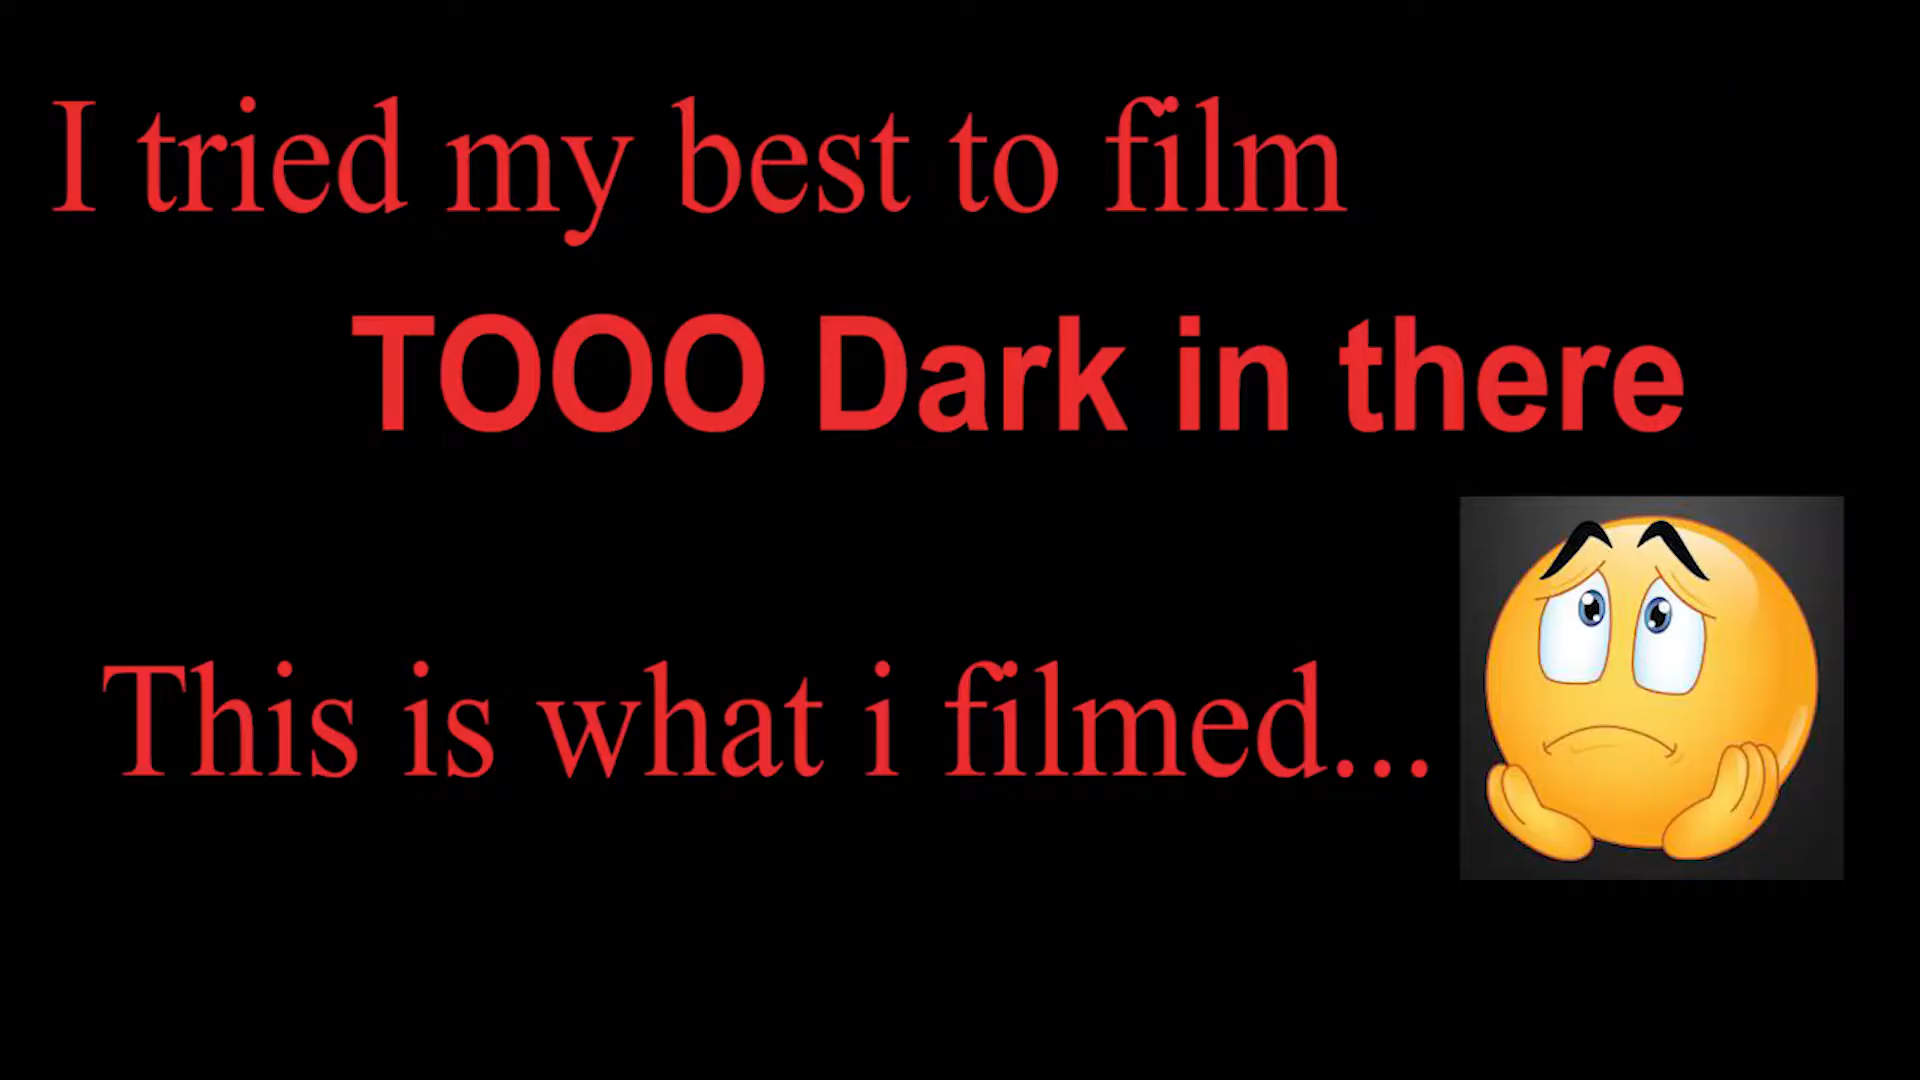 I tried my best to film
TOOO Dark in there
This is what i filmed...